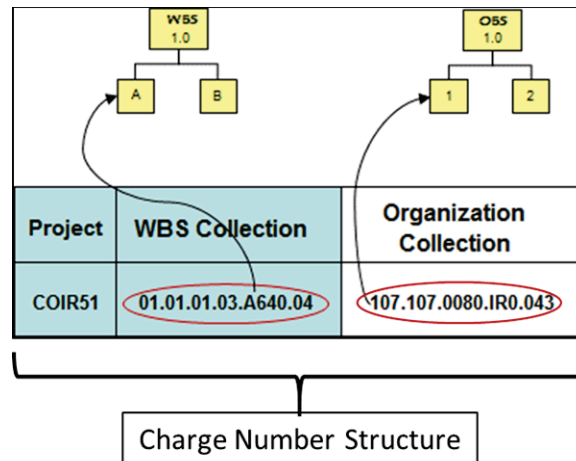 WBS
1.0
OBS
1.0
A
B
1
2
Project
WBS Collection
Organization
Collection
COIR51
01.01.01.03.A640.04
107.107.0080.IR0.043
Charge Number Structure